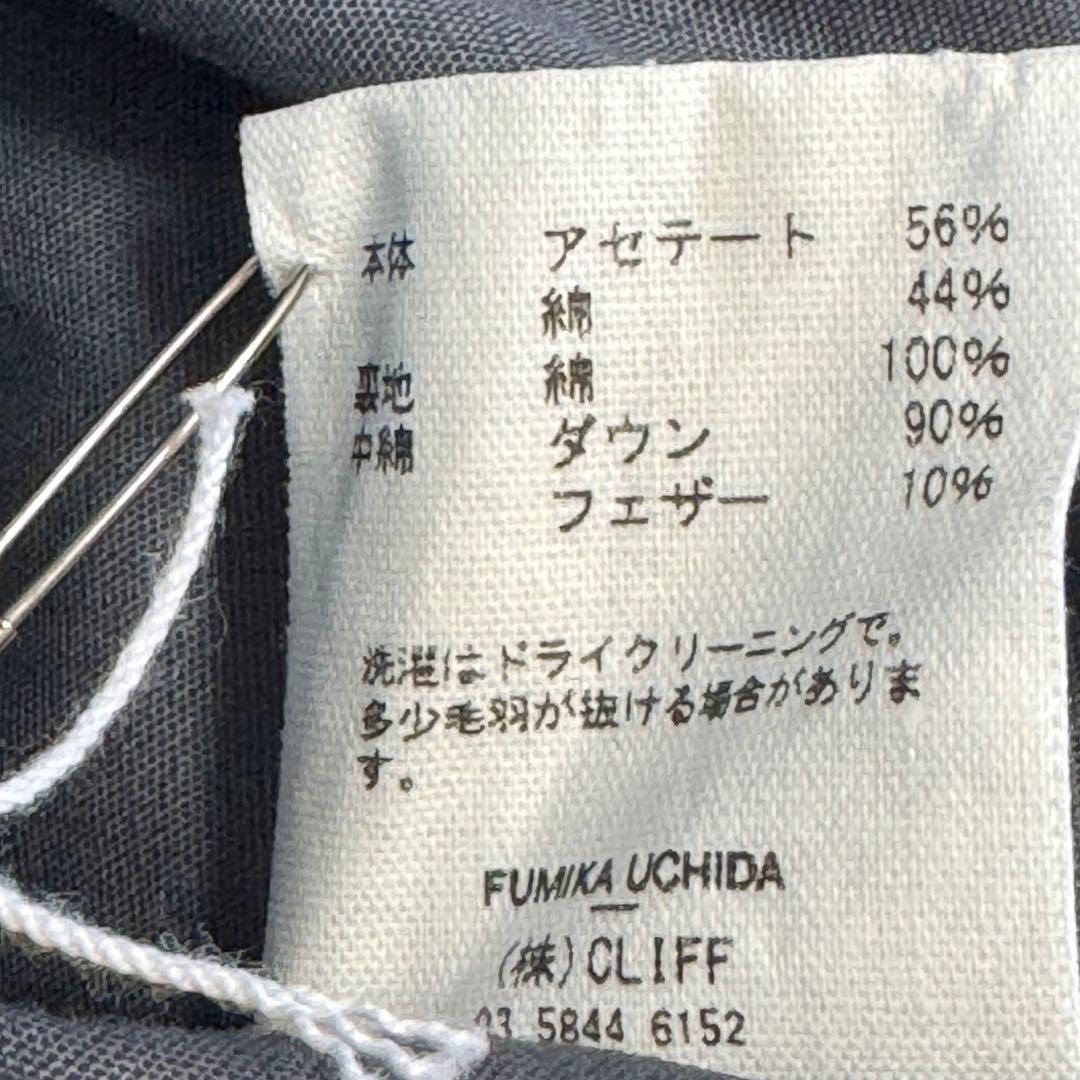 本体 アセテート 56%
綿 44%
裏地 綿 100%
中綿 ダウン 90%
フェザー 10%
洗濯はドライクリーニングで。
多少毛羽が抜ける場合がありま
す。
FUMIKA_UCHIDA
(株)CLIFF
03 5844 6152